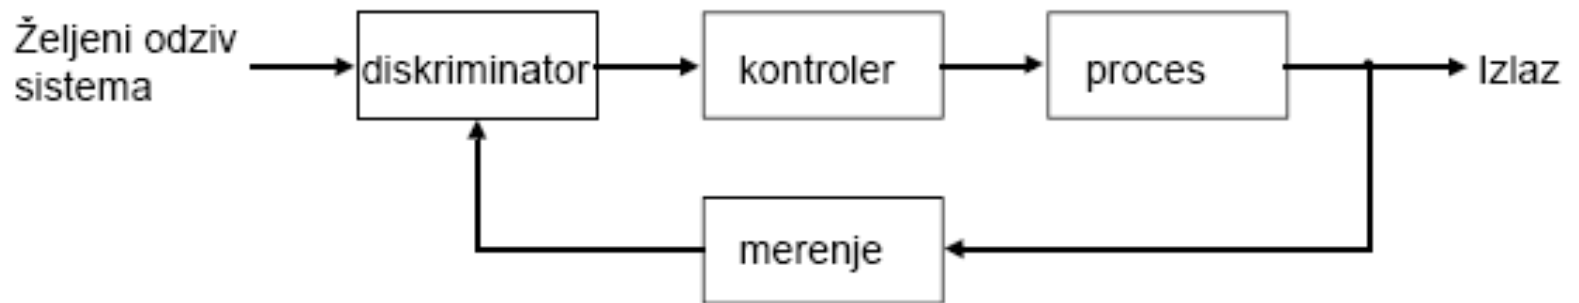 Željeni odziv
sistema
diskriminator
kontroler
proces
Izlaz
merenje